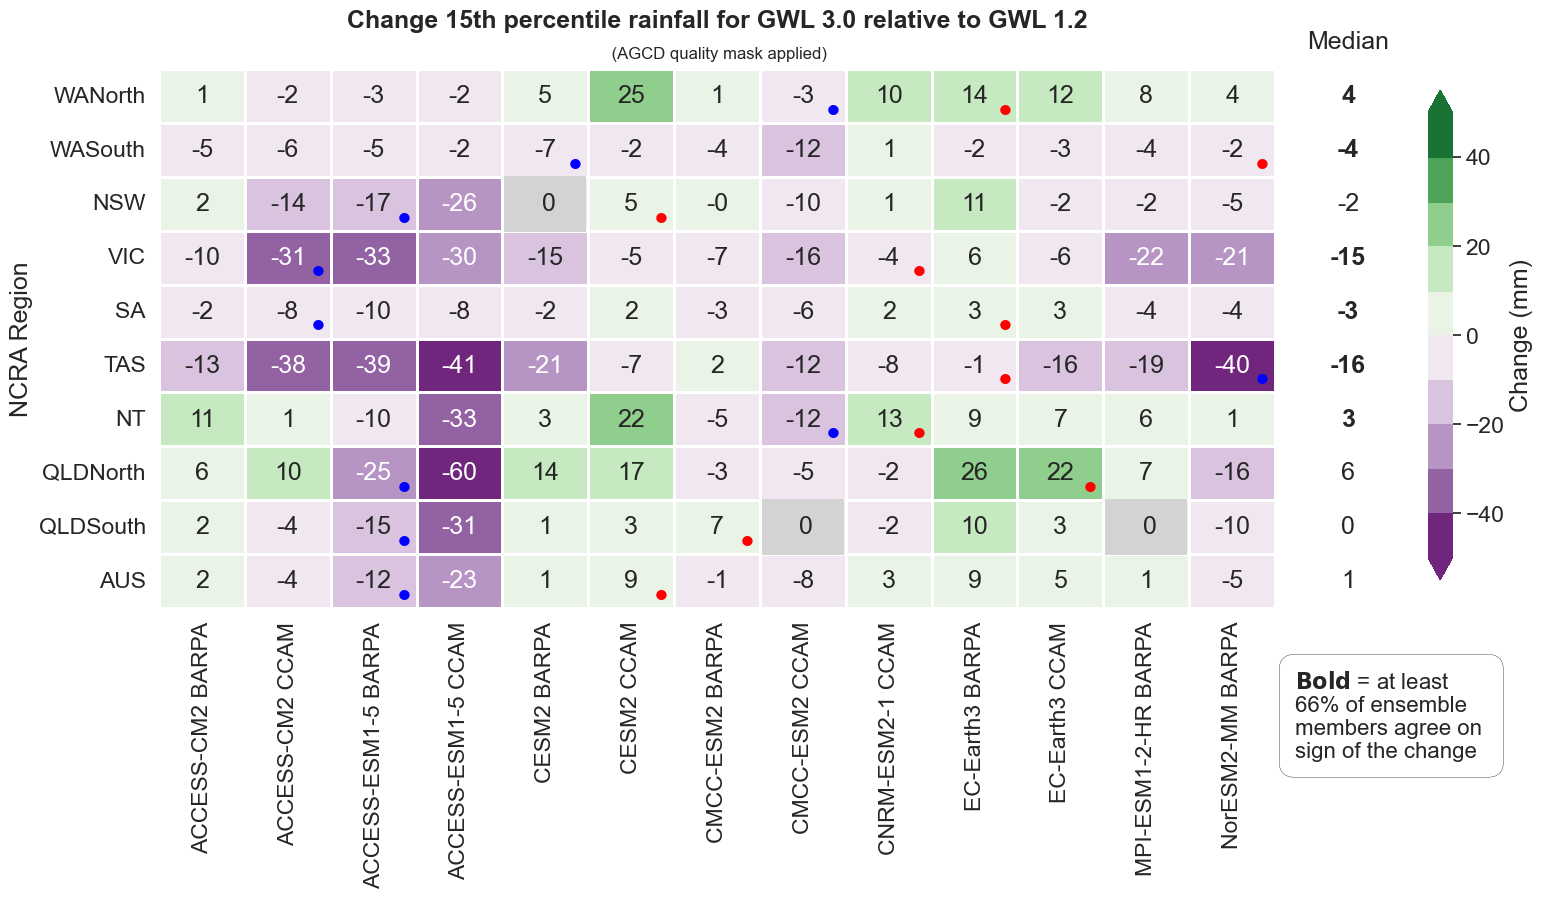 Change 15th percentile rainfall for GWL 3.0 relative to GWL 1.2
(AGCD quality mask applied)
Median
WANorth 1 -2 -3 -2 5 25 1 -3 10 14 12 8 4 4
WASouth -5 -6 -5 -2 -7 -2 -4 -12 1 -2 -3 -4 -2 -4
NSW 2 -14 -17 -26 0 5 -0 -10 1 11 -2 -2 -5 -2
VIC -10 -31 -33 -30 -15 -5 -7 -16 -4 6 -6 -22 -21 -15
SA -2 -8 -10 -8 -2 2 -3 -6 2 3 3 -4 -4 -3
TAS -13 -38 -39 -41 -21 -7 2 -12 -8 -1 -16 -19 -40 -16
NT 11 1 -10 -33 3 22 -5 -12 13 9 7 6 1 3
QLDNorth 6 10 -25 -60 14 17 -3 -5 -2 26 22 7 -16 6
QLDSouth 2 -4 -15 -31 1 3 7 0 -2 10 3 0 -10 0
AUS 2 -4 -12 -23 1 9 -1 -8 3 9 5 1 -5 1
NCRA Region
ACCESS-CM2 BARPA
ACCESS-CM2 CCAM
ACCESS-ESM1-5 BARPA
ACCESS-ESM1-5 CCAM
CESM2 BARPA
CESM2 CCAM
CMCC-ESM2 BARPA
CMCC-ESM2 CCAM
CNRM-ESM2-1 CCAM
EC-Earth3 BARPA
EC-Earth3 CCAM
MPI-ESM1-2-HR BARPA
NorESM2-MM BARPA
40
20
0
−20
−40
Change (mm)
Bold = at least
66% of ensemble
members agree on
sign of the change